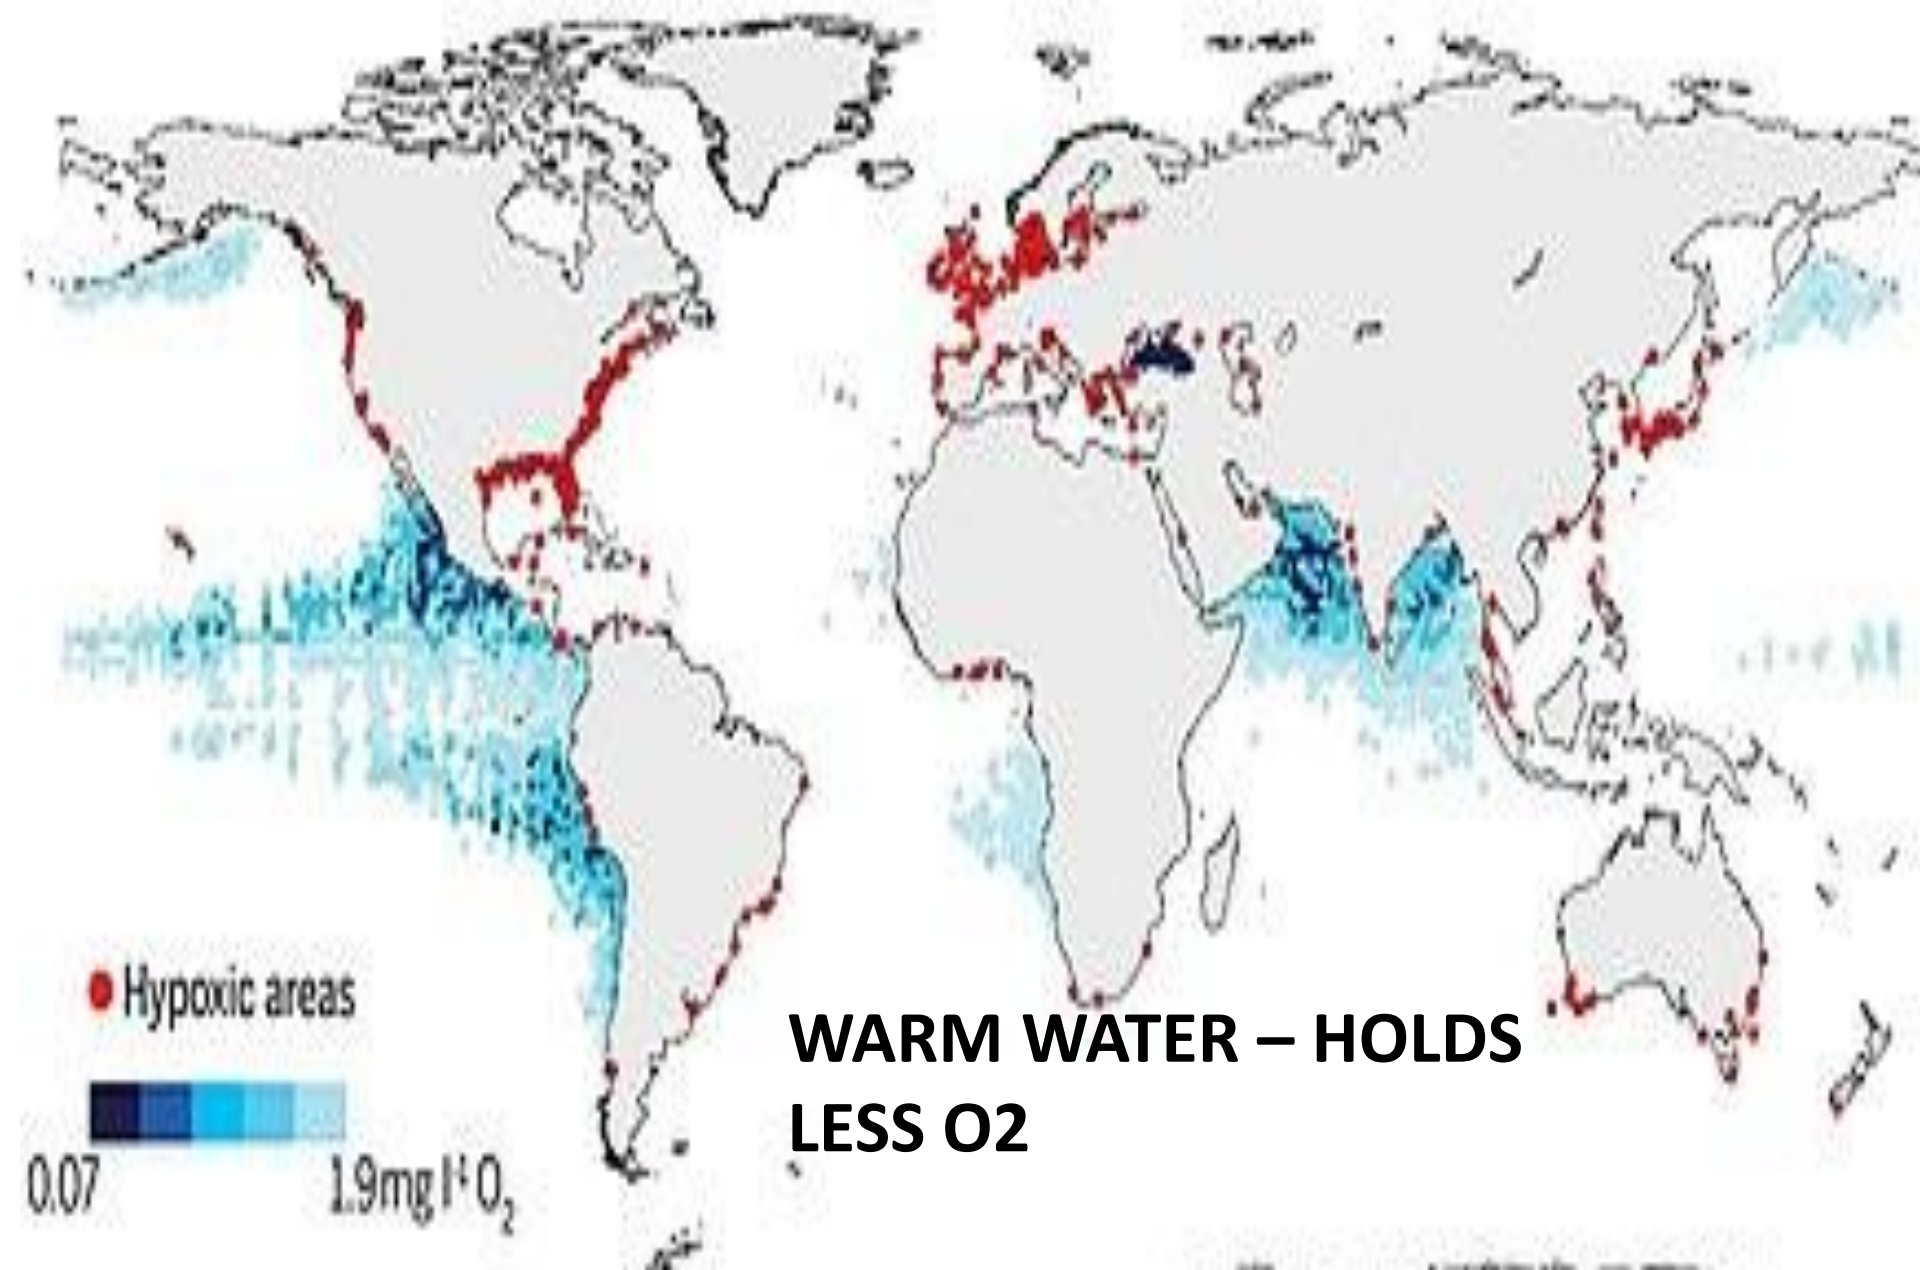 Hypoxic areas
WARM WATER – HOLDS
LESS O2
0.07
1.9mg l⁻¹ O₂